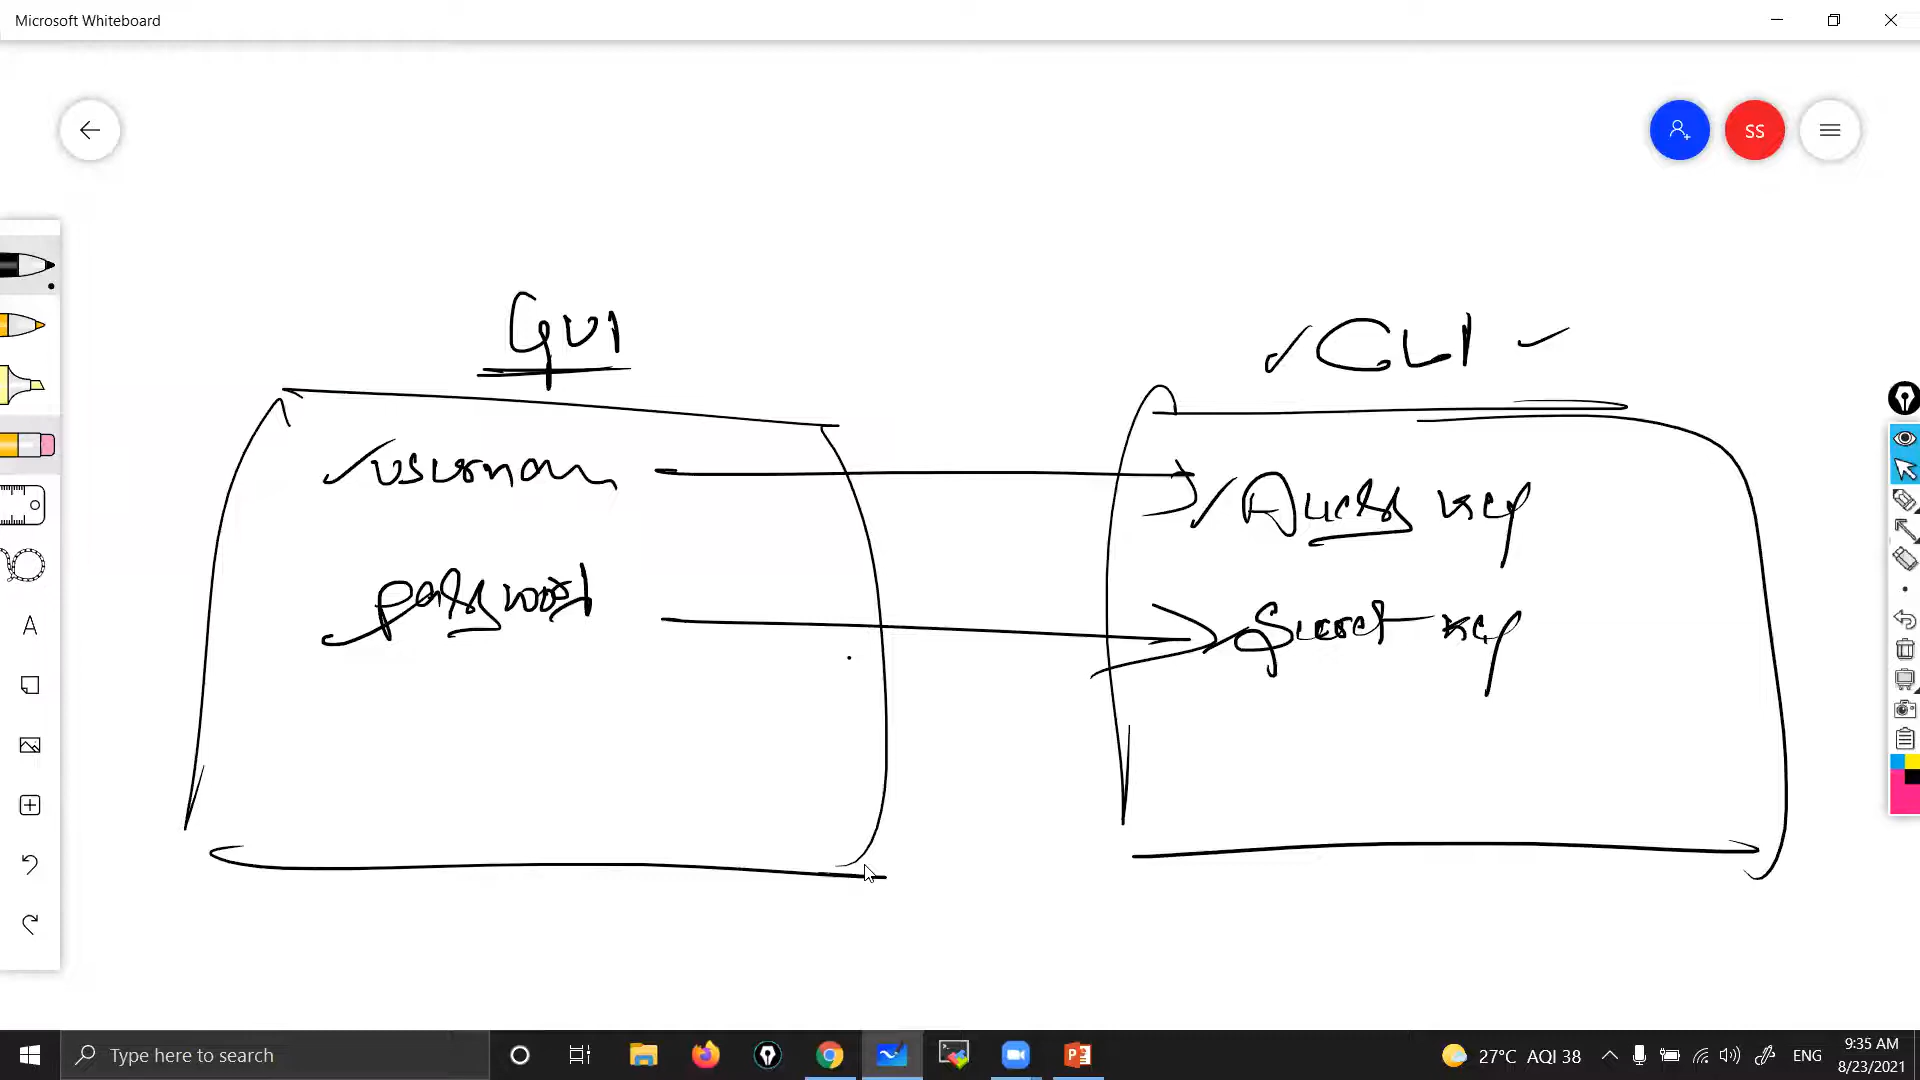 Microsoft Whiteboard
SS
GUI
CLI
usernam
Access key
password
Secret key
A
Type here to search
27°C AQI 38
ENG
9:35 AM
8/23/2021